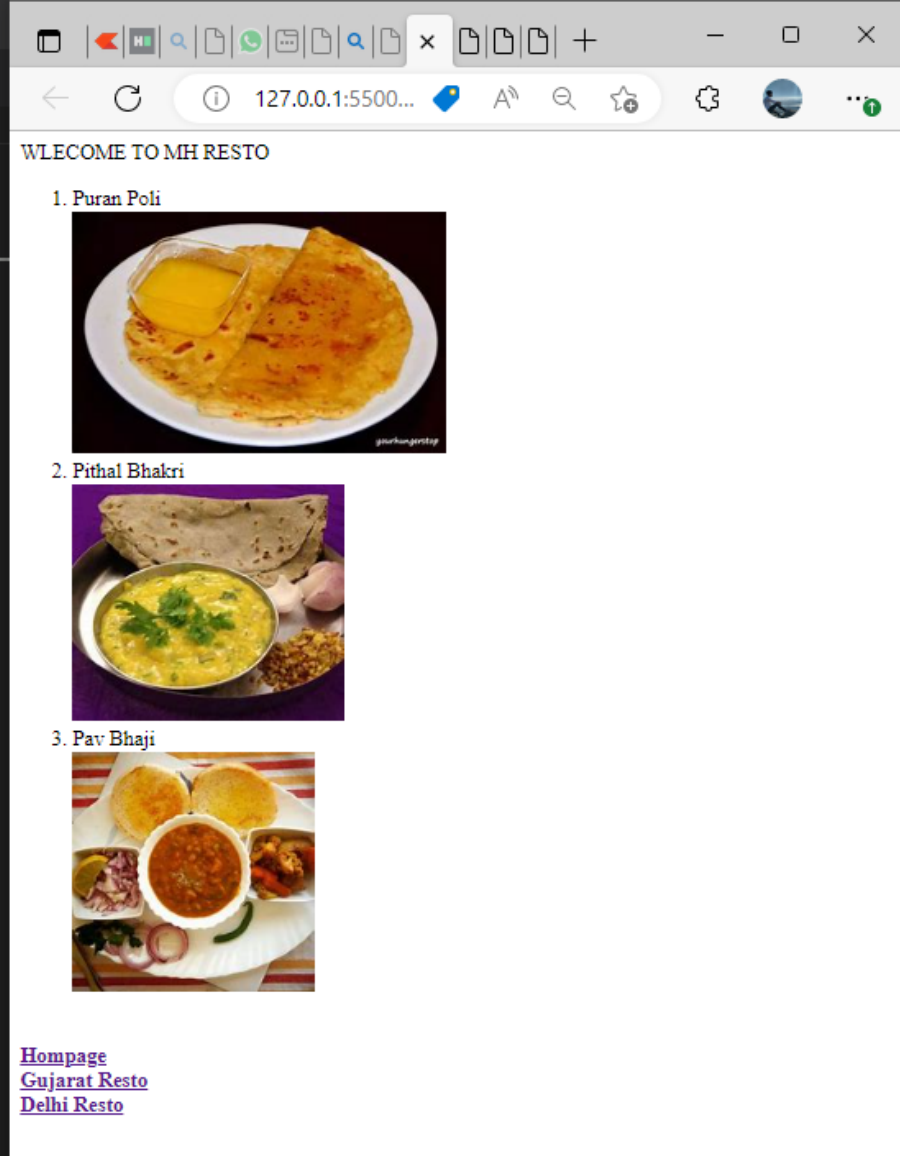 127.0.0.1:5500...
WLECOME TO MH RESTO
1. Puran Poli
yourhungerstop
2. Pithal Bhakri
3. Pav Bhaji
Hompage
Gujarat Resto
Delhi Resto